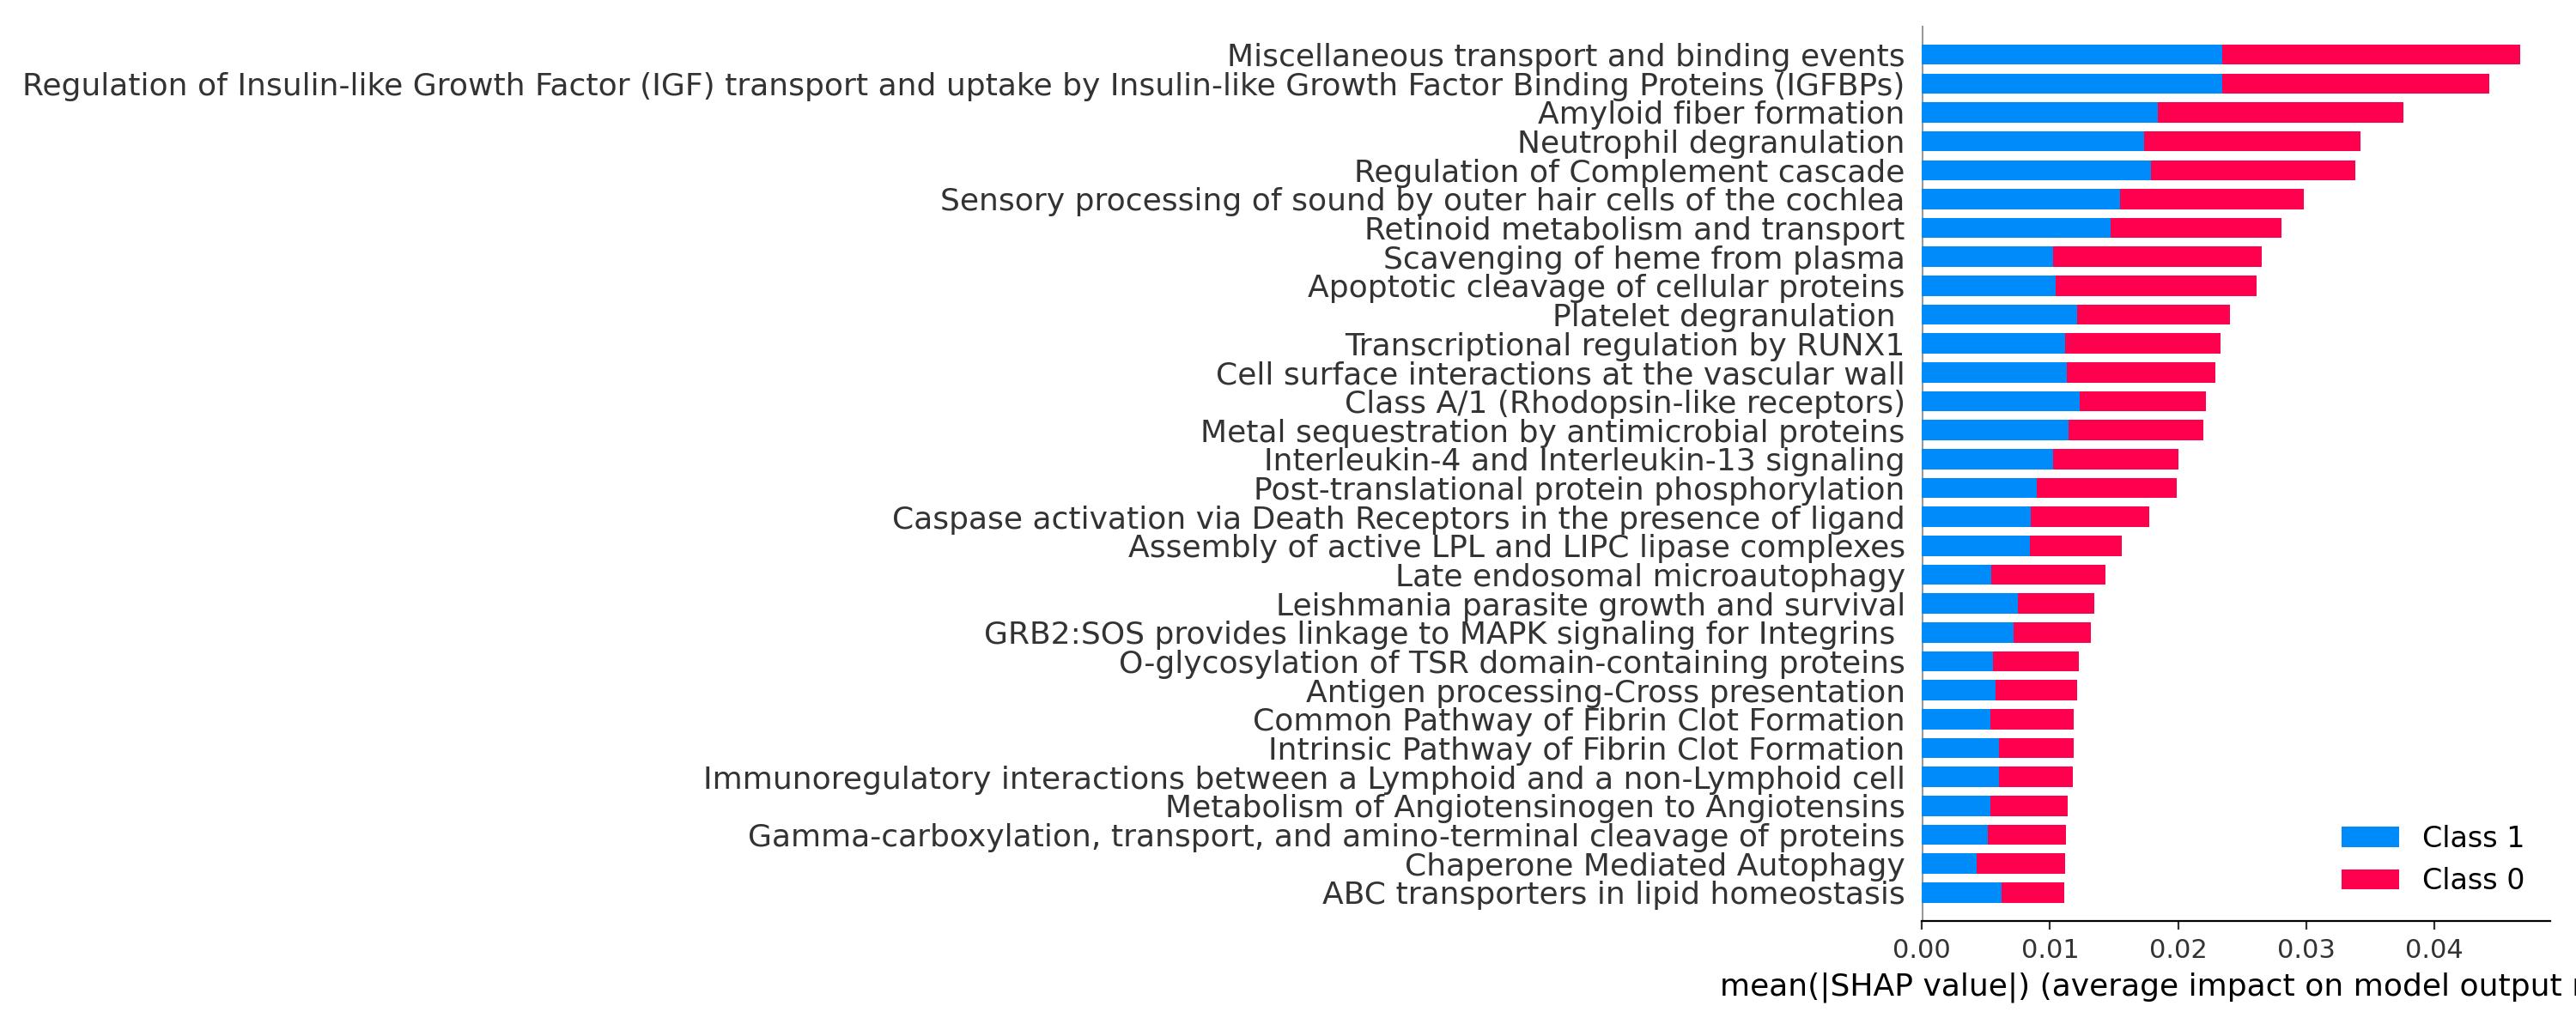 Miscellaneous transport and binding events
Regulation of Insulin-like Growth Factor (IGF) transport and uptake by Insulin-like Growth Factor Binding Proteins (IGFBPs)
Amyloid fiber formation
Neutrophil degranulation
Regulation of Complement cascade
Sensory processing of sound by outer hair cells of the cochlea
Retinoid metabolism and transport
Scavenging of heme from plasma
Apoptotic cleavage of cellular proteins
Platelet degranulation
Transcriptional regulation by RUNX1
Cell surface interactions at the vascular wall
Class A/1 (Rhodopsin-like receptors)
Metal sequestration by antimicrobial proteins
Interleukin-4 and Interleukin-13 signaling
Post-translational protein phosphorylation
Caspase activation via Death Receptors in the presence of ligand
Assembly of active LPL and LIPC lipase complexes
Late endosomal microautophagy
Leishmania parasite growth and survival
GRB2:SOS provides linkage to MAPK signaling for Integrins
O-glycosylation of TSR domain-containing proteins
Antigen processing-Cross presentation
Common Pathway of Fibrin Clot Formation
Intrinsic Pathway of Fibrin Clot Formation
Immunoregulatory interactions between a Lymphoid and a non-Lymphoid cell
Metabolism of Angiotensinogen to Angiotensins
Gamma-carboxylation, transport, and amino-terminal cleavage of proteins
Chaperone Mediated Autophagy
ABC transporters in lipid homeostasis
Class 1
Class 0
0.00 0.01 0.02 0.03 0.04
mean(|SHAP value|) (average impact on model output